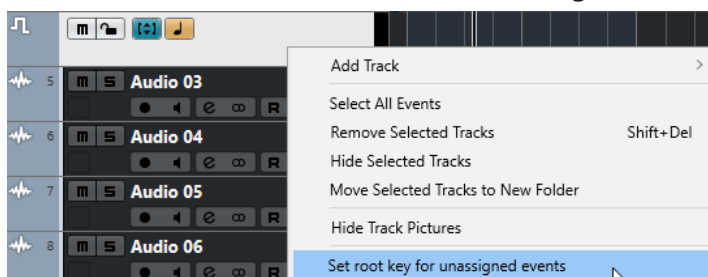 m
Add Track >
5 m S Audio 03
e R
Select All Events
6 m S Audio 04
Remove Selected Tracks Shift+Del
e R
Hide Selected Tracks
7 m S Audio 05
Move Selected Tracks to New Folder
e R
Hide Track Pictures
8 m S Audio 06
Set root key for unassigned events
e R